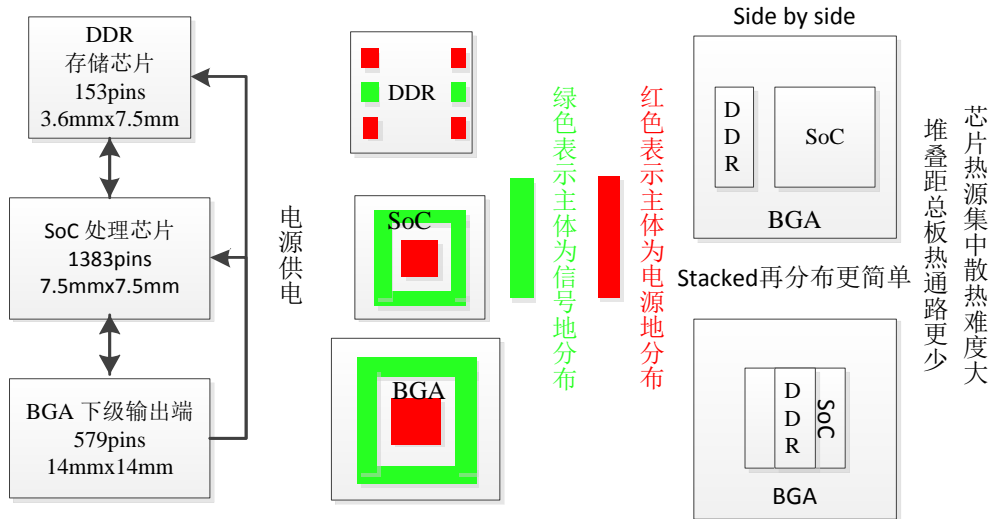 DDR
存储芯片
153pins
3.6mmx7.5mm
SoC 处理芯片
1383pins
7.5mmx7.5mm
BGA 下级输出端
579pins
14mmx14mm
电源供电
DDR
SoC
BGA
绿色表示主体为信号地分布
红色表示主体为电源地分布
Side by side
DDR
SoC
BGA
Stacked再分布更简单
DDR
SoC
BGA
芯片热源集中散热难度大
堆叠距总板热通路更少